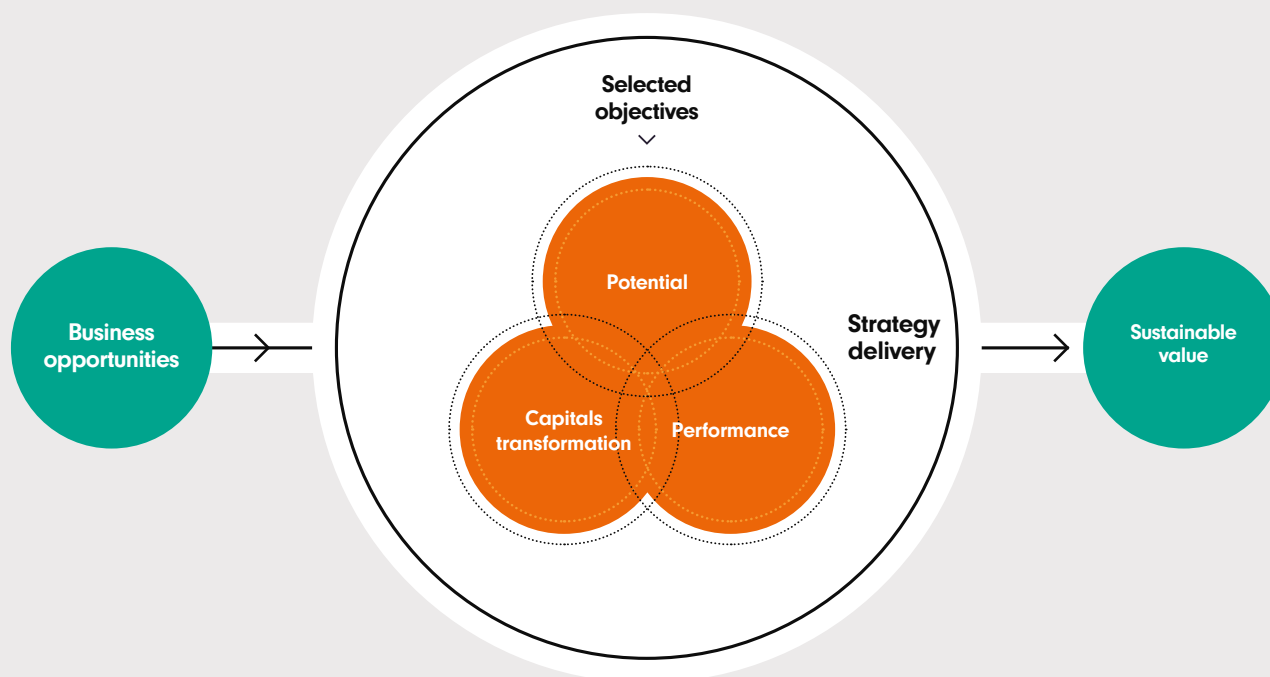 Selected
objectives
Potential
Business
opportunities
Strategy
delivery
Sustainable
value
Capitals
transformation
Performance